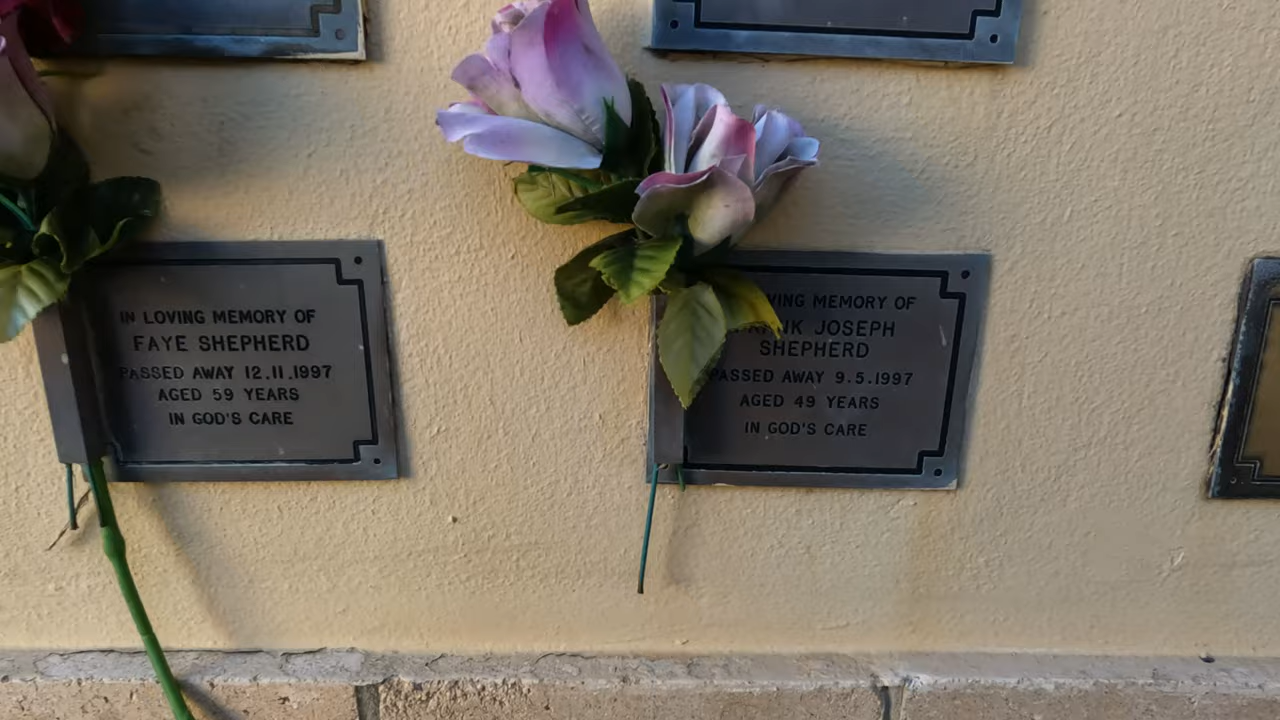 IN LOVING MEMORY OF
FAYE SHEPHERD
PASSED AWAY 12.11.1997
AGED 59 YEARS
IN GOD'S CARE
MEMORY OF
JOSEPH
SHEPHERD
PASSED AWAY 9.5.1997
AGED 49 YEARS
IN GOD'S CARE